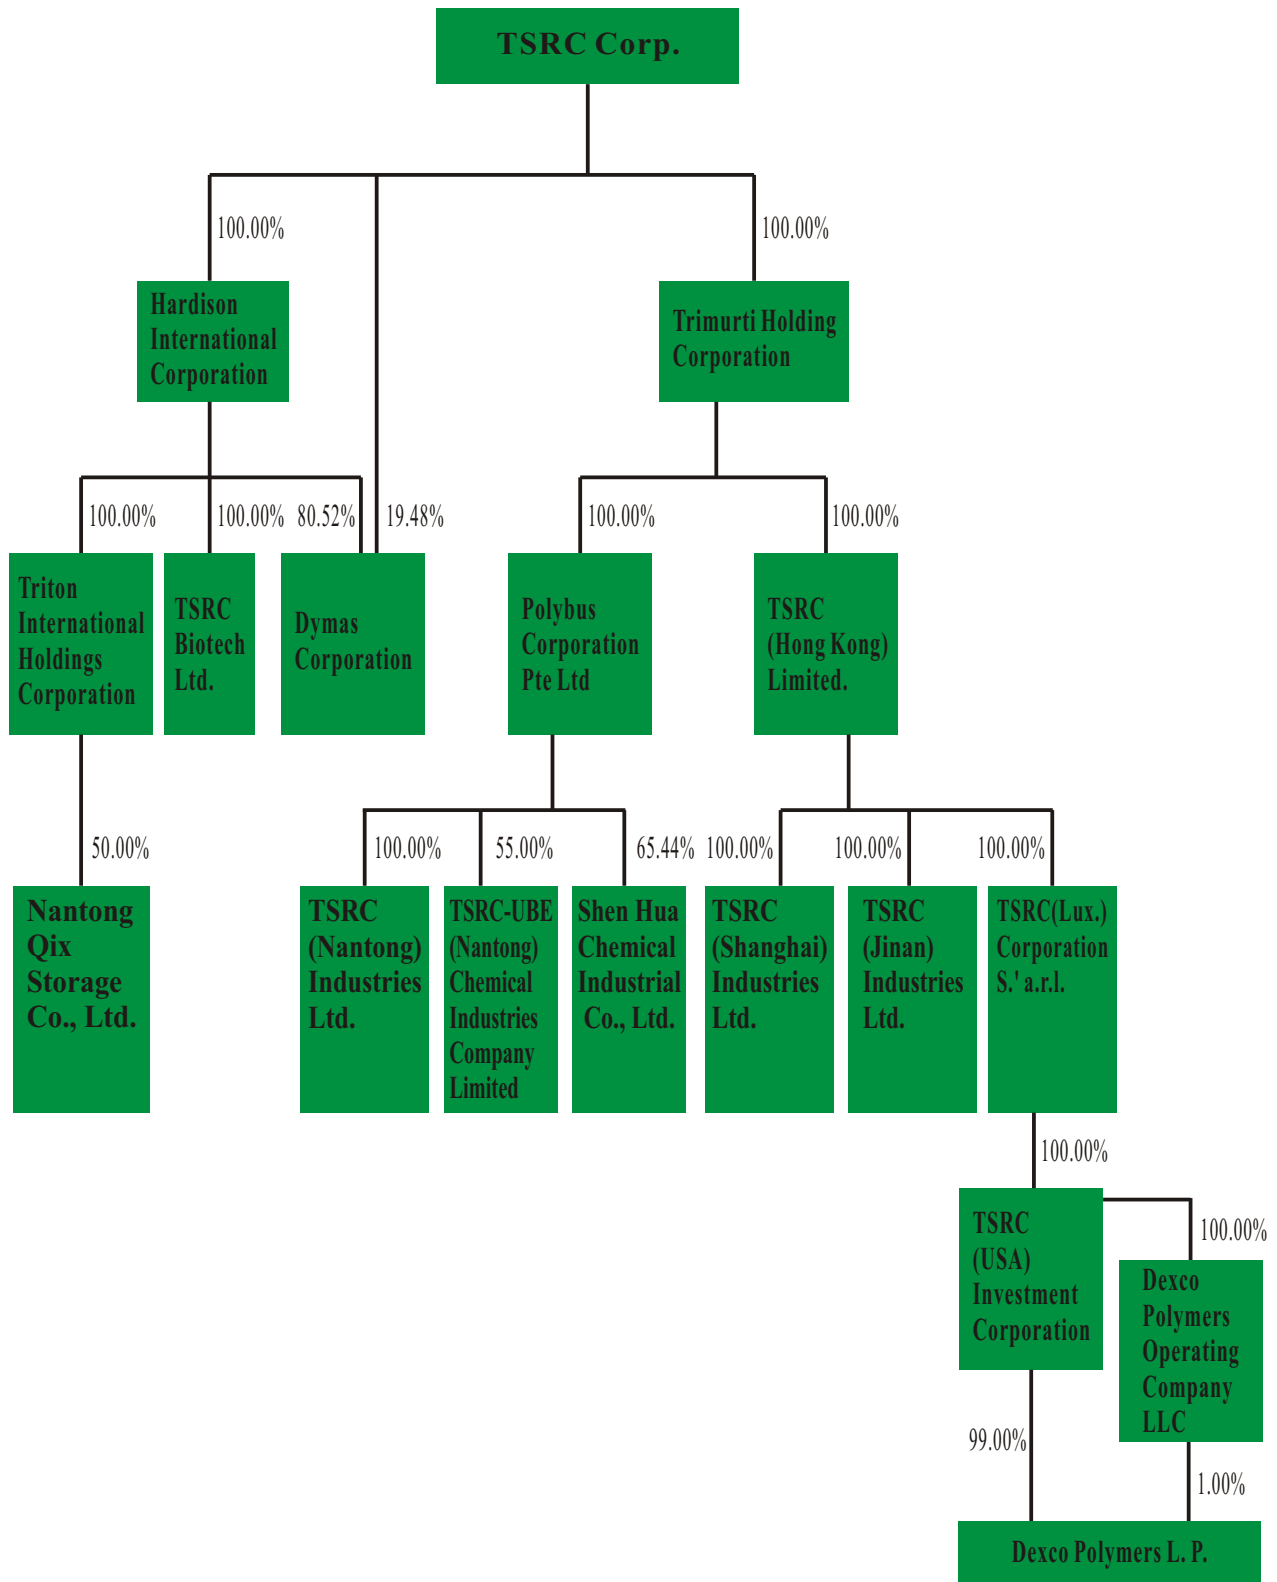 TSRC Corp.
100.00%
100.00%
Hardison
International
Corporation
Trimurti Holding
Corporation
100.00%
100.00%
80.52%
19.48%
100.00%
100.00%
Triton
International
Holdings
Corporation
TSRC
Biotech
Ltd.
Dymas
Corporation
Polybus
Corporation
Pte Ltd
TSRC
(Hong Kong)
Limited.
50.00%
100.00%
55.00%
65.44%
100.00%
100.00%
100.00%
Nantong
Qix
Storage
Co., Ltd.
TSRC
(Nantong)
Industries
Ltd.
TSRC-UBE
(Nantong)
Chemical
Industries
Company
Limited
Shen Hua
Chemical
Industrial
Co., Ltd.
TSRC
(Shanghai)
Industries
Ltd.
TSRC
(Jinan)
Industries
Ltd.
TSRC(Lux.)
Corporation
S.' a.r.l.
100.00%
TSRC
(USA)
Investment
Corporation
100.00%
Dexco
Polymers
Operating
Company
LLC
99.00%
1.00%
Dexco Polymers L. P.